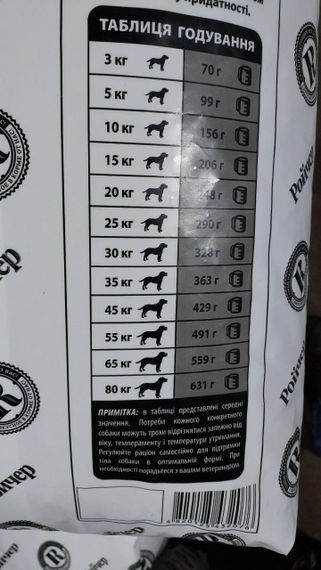 придатності.
ТАБЛИЦЯ ГОДУВАННЯ
3 кг 70 г
5 кг 99 г
10 кг 156 г
15 кг 206 г
20 кг 248 г
25 кг 290 г
30 кг 328 г
35 кг 363 г
45 кг 429 г
55 кг 491 г
65 кг 559 г
80 кг 631 г
ПРИМІТКА: в таблиці представлені середні
значення. Потреби кожного конкретного
собаки можуть трохи відрізнятися залежно від
віку, темпераменту і температури утримання.
Регулюйте раціон самостійно для підтримки
тіла собаки в оптимальній формі. При
необхідності порадьтеся з вашим ветеринаром.
Ройчер
Ройчер
Ройчер
Ройчер
R